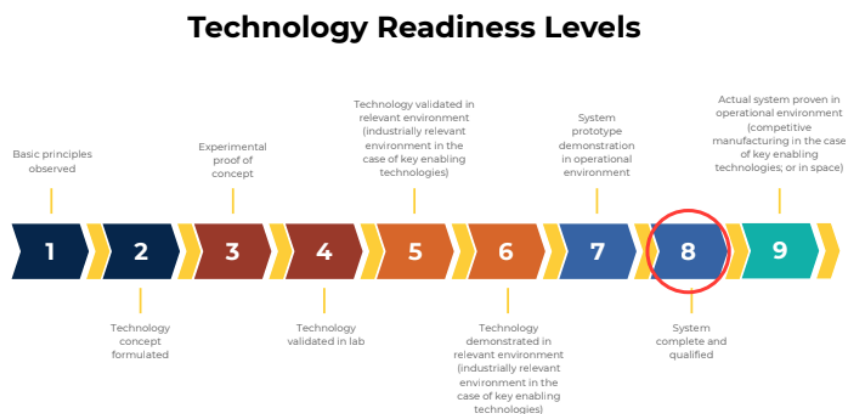 Technology Readiness Levels
Basic principles
observed
Experimental
proof of
concept
Technology validated in
relevant environment
(industrially relevant
environment in the
case of key enabling
technologies)
System
prototype
demonstration
in operational
environment
Actual system proven in
operational environment
(competitive
manufacturing in the case
of key enabling
technologies; or in space)
1 2 3 4 5 6 7 8 9
Technology
concept
formulated
Technology
validated in lab
Technology
demonstrated in
relevant environment
(industrially relevant
environment in the
case of key enabling
technologies)
System
complete and
qualified